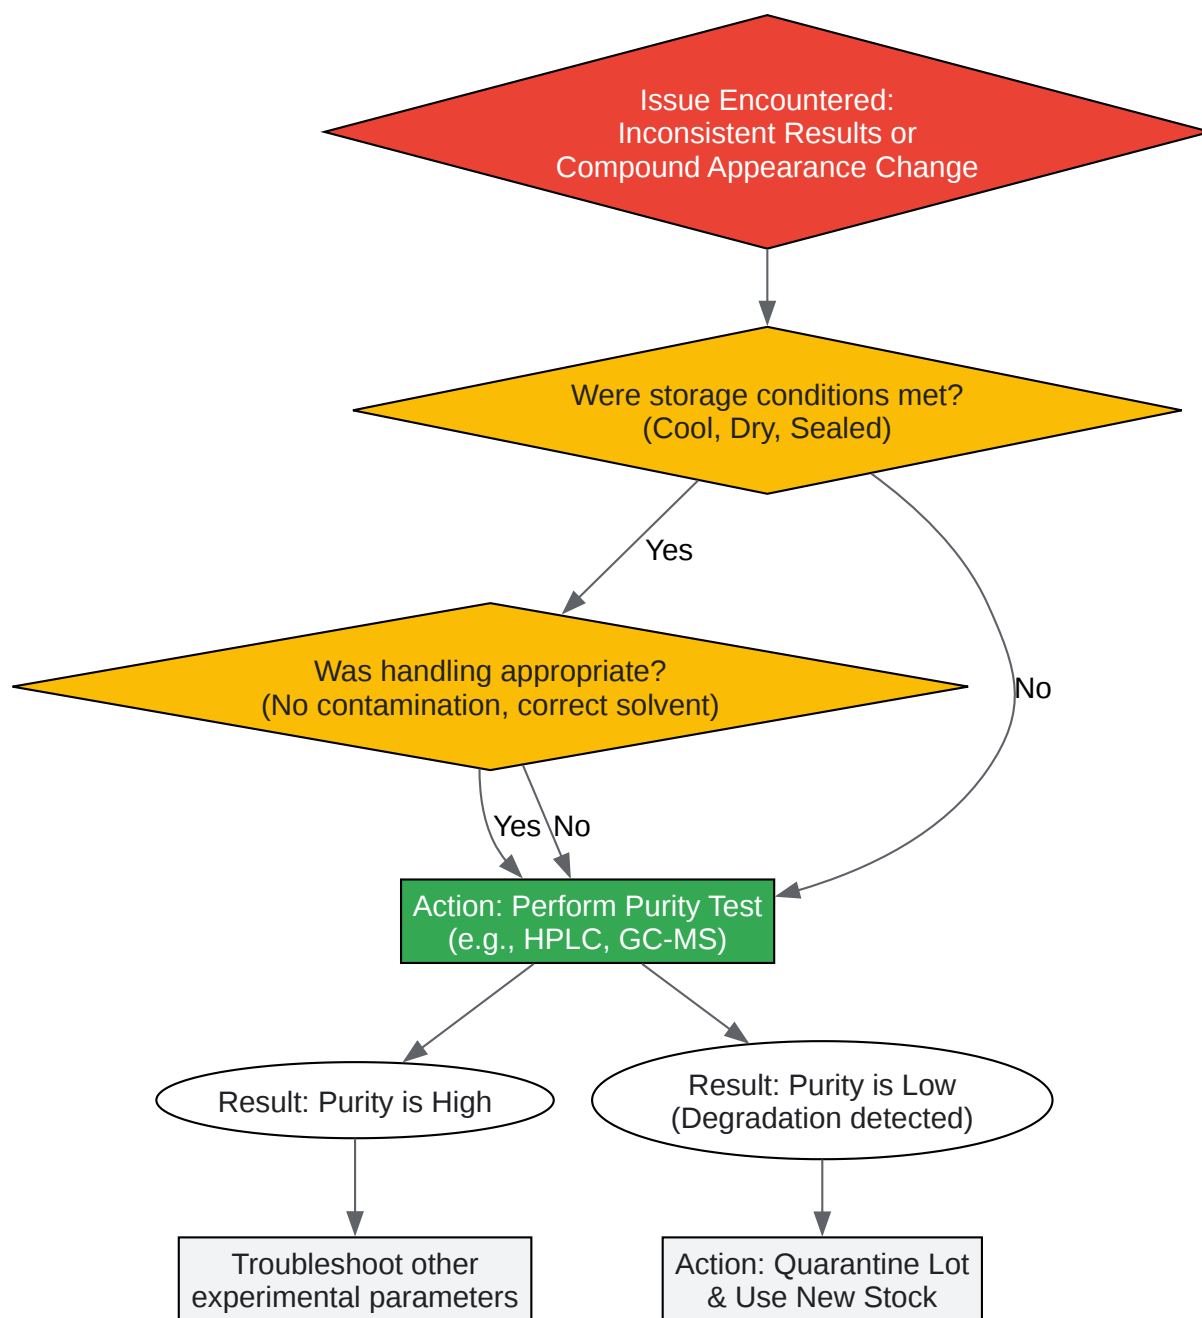 Issue Encountered:
Inconsistent Results or
Compound Appearance Change
Were storage conditions met?
(Cool, Dry, Sealed)
Yes
Was handling appropriate?
(No contamination, correct solvent)
No
Yes
No
Action: Perform Purity Test
(e.g., HPLC, GC-MS)
Result: Purity is High
Result: Purity is Low
(Degradation detected)
Troubleshoot other
experimental parameters
Action: Quarantine Lot
& Use New Stock